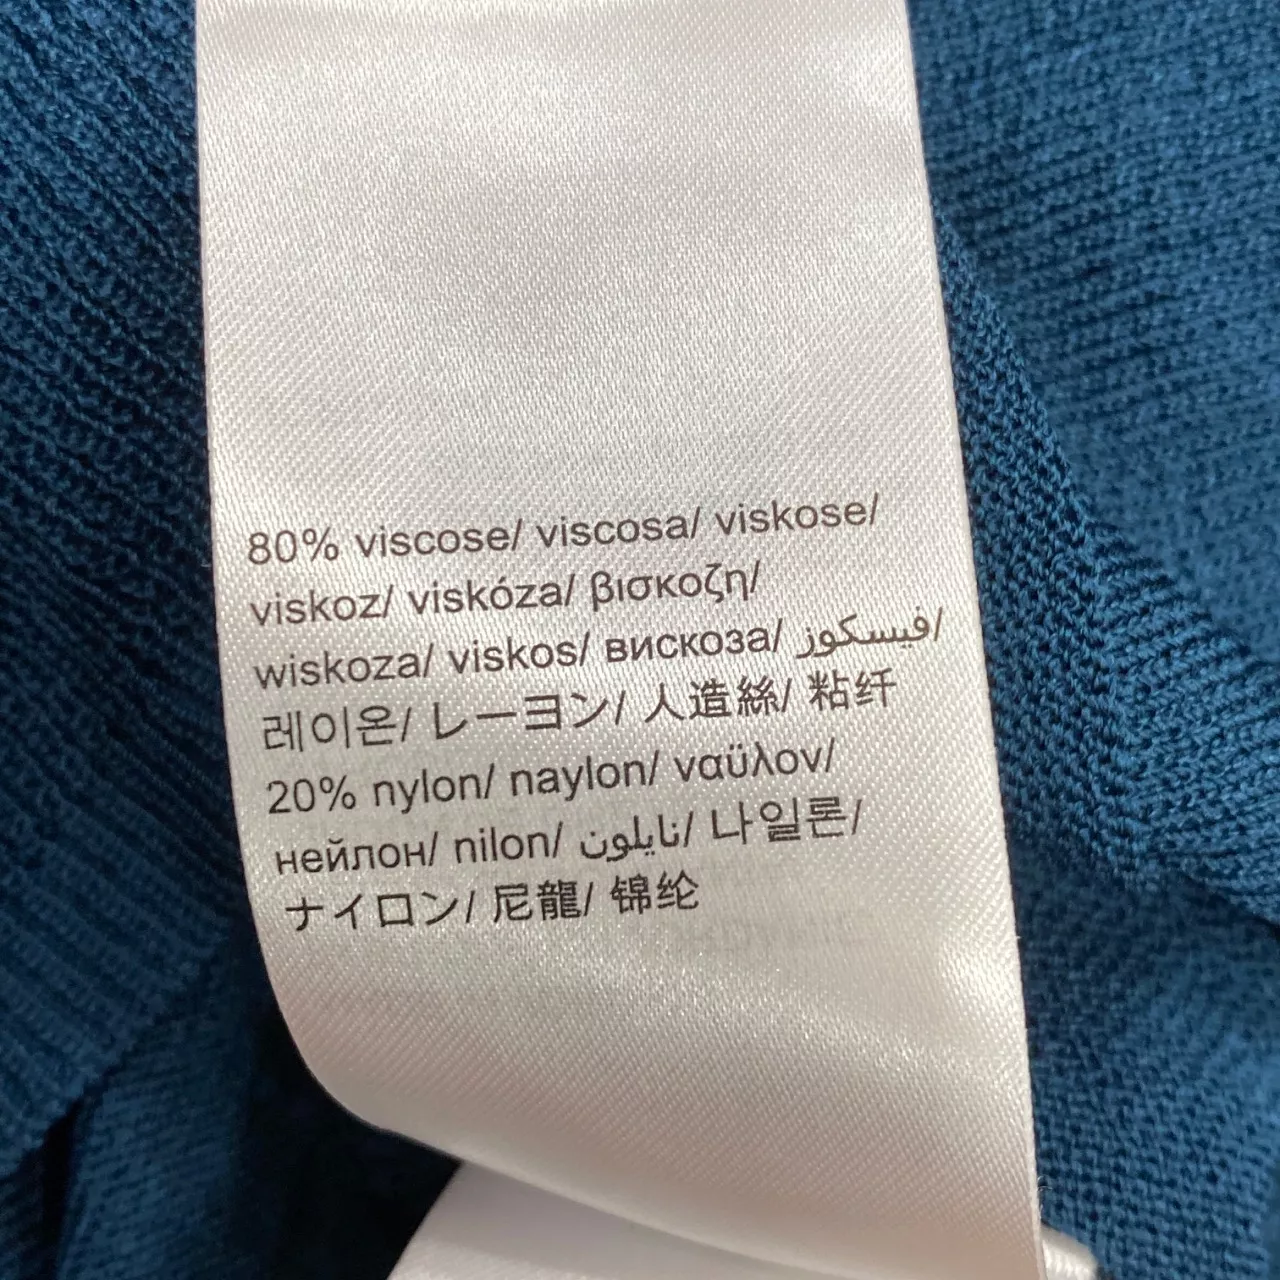 80% viscose/ viscosa/ viskose/
viskoz/ viskóza/ βισκοζη/
wiskoza/ viskos/ вискоза/ فيسكوز/
레이온/ レーヨン/ 人造絲/ 粘纤
20% nylon/ naylon/ ναϋλον/
нейлон/ nilon/ نايلون/ 나일론/
ナイロン/ 尼龍/ 锦纶